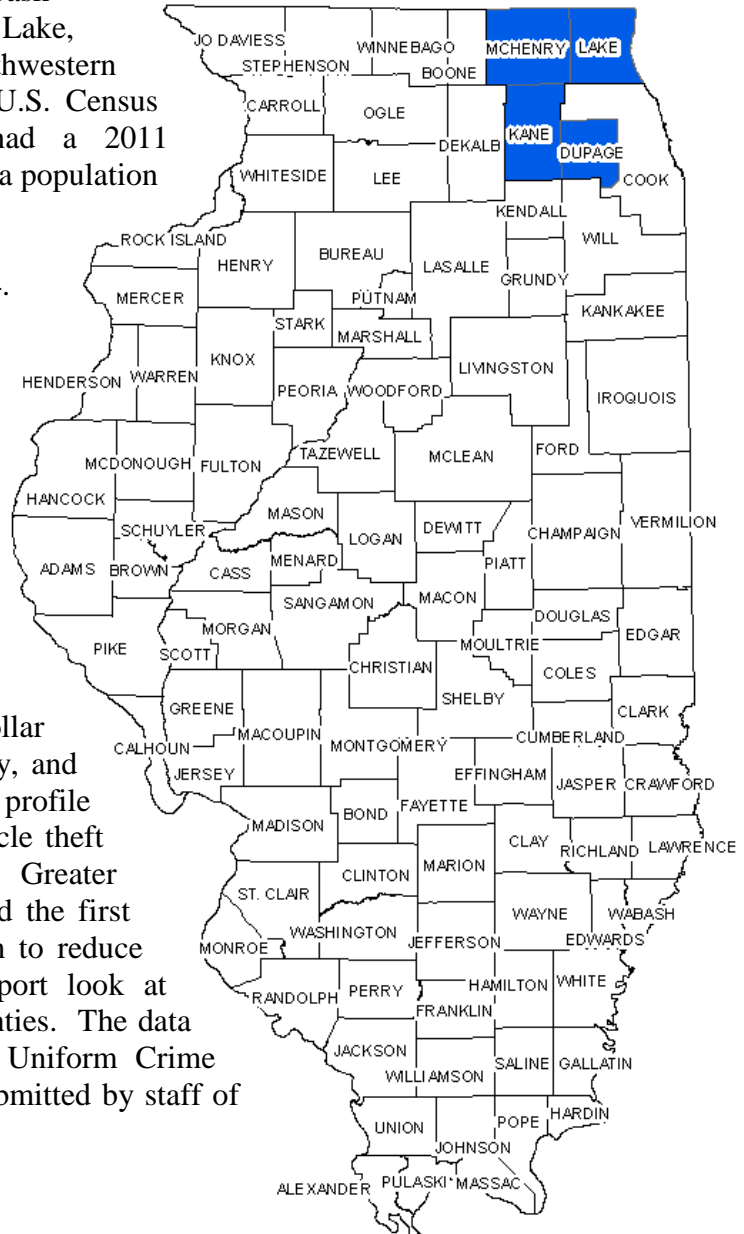 ash
Lake,
thwestern
U.S. Census
had a 2011
a population
.
ollar
y, and
profile
cle theft
Greater
d the first
n to reduce
port look at
nties. The data
Uniform Crime
bmitted by staff of
JO DAVIESS
STEPHENSON
WINNEBAGO
BOONE
MCHENRY
LAKE
CARROLL
OGLE
DEKALB
KANE
DUPAGE
COOK
WHITESIDE
LEE
KENDALL
WILL
ROCK ISLAND
HENRY
BUREAU
LASALLE
GRUNDY
MERCER
PUTNAM
KANKAKEE
STARK
MARSHALL
HENDERSON
WARREN
KNOX
PEORIA
WOODFORD
LIVINGSTON
IROQUOIS
MCDONOUGH
FULTON
TAZEWELL
MCLEAN
FORD
HANCOCK
SCHUYLER
MASON
LOGAN
DEWITT
CHAMPAIGN
VERMILION
ADAMS
BROWN
CASS
MENARD
PIATT
SANGAMON
MACON
DOUGLAS
EDGAR
PIKE
SCOTT
MORGAN
CHRISTIAN
MOULTRIE
COLES
SHELBY
GREENE
CLARK
CALHOUN
MACOUPIN
MONTGOMERY
CUMBERLAND
JERSEY
EFFINGHAM
JASPER
CRAWFORD
MADISON
BOND
FAYETTE
CLAY
RICHLAND
LAWRENCE
CLINTON
MARION
ST. CLAIR
WAYNE
WABASH
MONROE
WASHINGTON
JEFFERSON
EDWARDS
RANDOLPH
PERRY
HAMILTON
WHITE
FRANKLIN
JACKSON
WILLIAMSON
SALINE
GALLATIN
UNION
JOHNSON
POPE
HARDIN
ALEXANDER
PULASKI
MASSAC